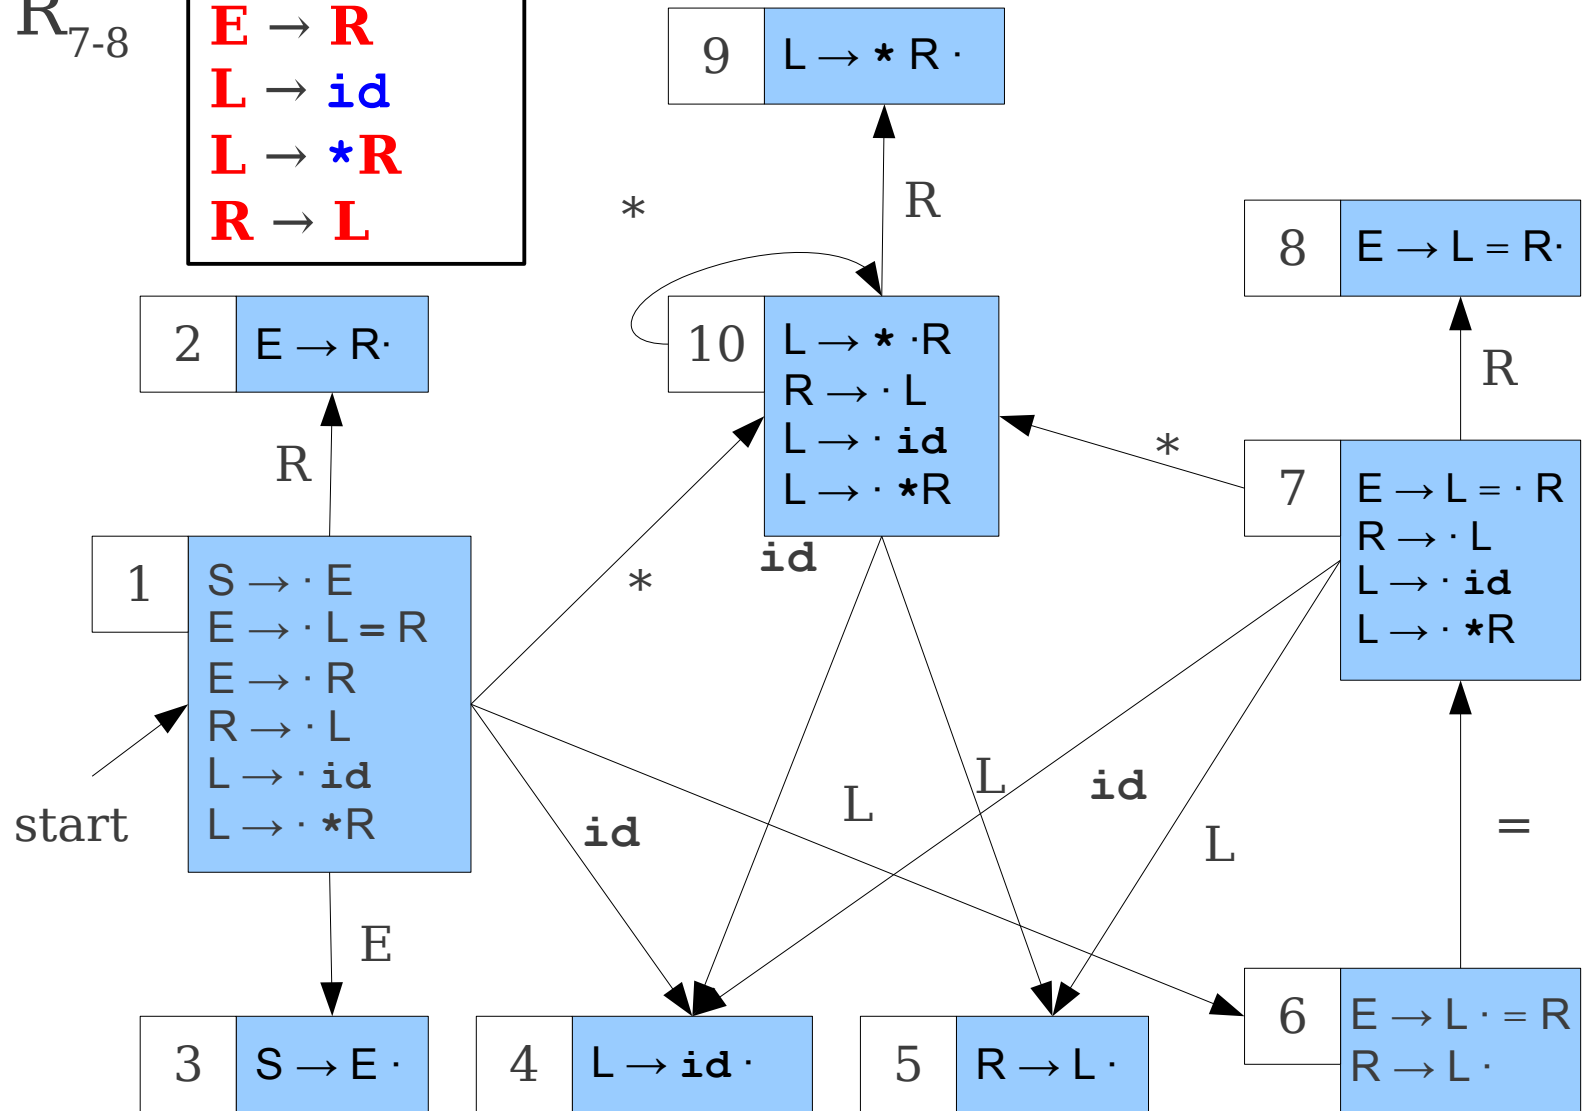 R7-8
E → R
L → id
L → *R
R → L
9
L → * R ·
*
R
8
E → L = R·
2
E → R·
10
L → * ·R
R → · L
L → · id
L → · *R
R
*
R
7
E → L = · R
R → · L
L → · id
L → · *R
1
S → · E
E → · L = R
E → · R
R → · L
L → · id
L → · *R
*
id
start
id
L
L
id
L
=
E
3
S → E ·
4
L → id ·
5
R → L ·
6
E → L · = R
R → L ·